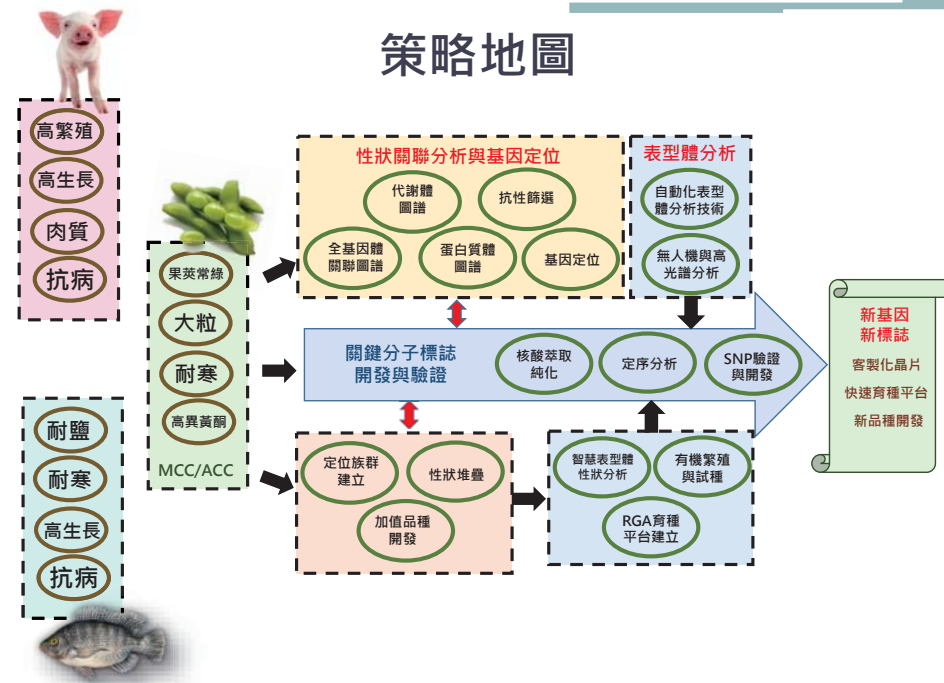 策略地圖
高繁殖
高生長
肉質
抗病
果莢常綠
大粒
耐寒
高異黃酮
MCC/ACC
耐鹽
耐寒
高生長
抗病
性狀關聯分析與基因定位
代謝體
圖譜
抗性篩選
全基因體
關聯圖譜
蛋白質體
圖譜
基因定位
表型體分析
自動化表型
體分析技術
無人機與高
光譜分析
關鍵分子標誌
開發與驗證
核酸萃取
純化
定序分析
SNP驗證
與開發
定位族群
建立
性狀堆疊
加值品種
開發
智慧表型體
性狀分析
有機繁殖
與試種
RGA育種
平台建立
新基因
新標誌
客製化晶片
快速育種平台
新品種開發